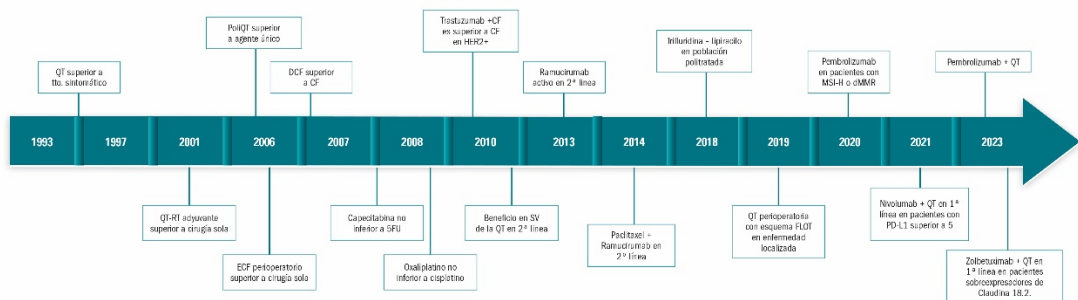 QT superior a
tto. sintomático
PoliQT superior
a agente único
DCF superior
a CF
Trastuzumab +CF
es superior a CF
en HER2+
Ramucirumab
activo en 2ª línea
Trifluridina – tipiracilo
en población
politratada
Pembrolizumab
en pacientes con
MSI-H o dMMR
Pembrolizumab + QT
1993
1997
2001
2006
2007
2008
2010
2013
2014
2018
2019
2020
2021
2023
QT-RT adyuvante
superior a cirugía sola
ECF perioperatorio
superior a cirugía sola
Capecitabina no
inferior a 5FU
Oxaliplatino no
inferior a cisplatino
Beneficio en SV
de la QT en 2ª línea
Paclitaxel +
Ramucirumab en
2º línea
QT perioperatoria
con esquema FLOT
en enfermedad
localizada
Nivolumab + QT en 1ª
línea en pacientes con
PD-L1 superior a 5
Zolbetuximab + QT en
1ª línea en pacientes
sobreexpresadores de
Claudina 18.2.